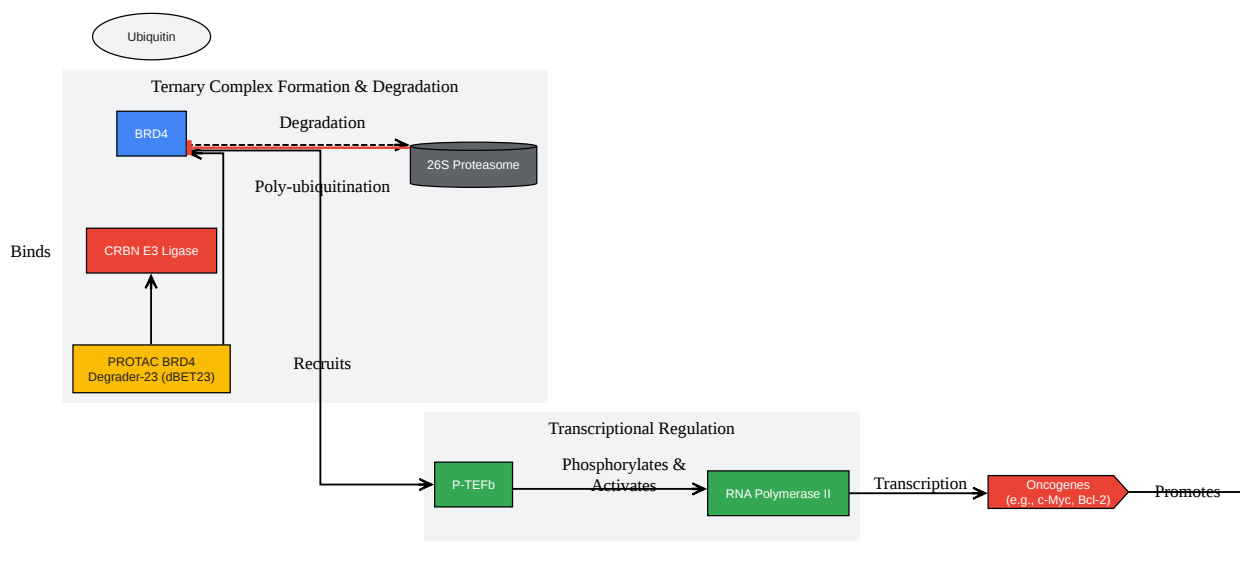 Ubiquitin
Ternary Complex Formation & Degradation
BRD4
Degradation
26S Proteasome
Poly-ubiquitination
CRBN E3 Ligase
Binds
PROTAC BRD4
Degrader-23 (dBET23)
Recruits
Transcriptional Regulation
P-TEFb
Phosphorylates &
Activates
RNA Polymerase II
Transcription
Oncogenes
(e.g., c-Myc, Bcl-2)
Promotes